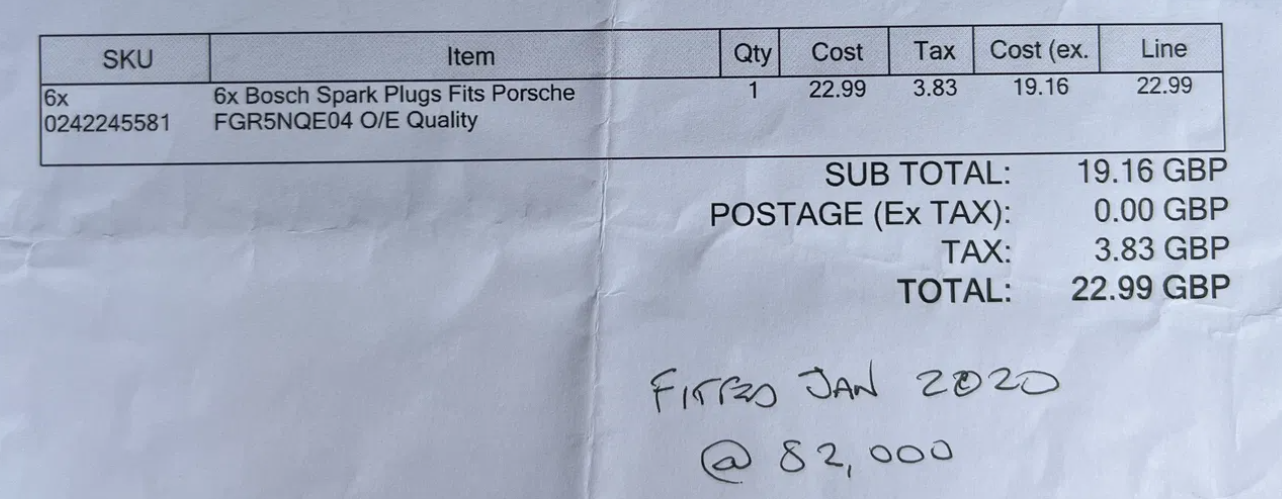 SKU Item Qty Cost Tax Cost (ex. Line
6x 6x Bosch Spark Plugs Fits Porsche 1 22.99 3.83 19.16 22.99
0242245581 FGR5NQE04 O/E Quality
SUB TOTAL: 19.16 GBP
POSTAGE (Ex TAX): 0.00 GBP
TAX: 3.83 GBP
TOTAL: 22.99 GBP
FITTED JAN 2020
@ 82,000